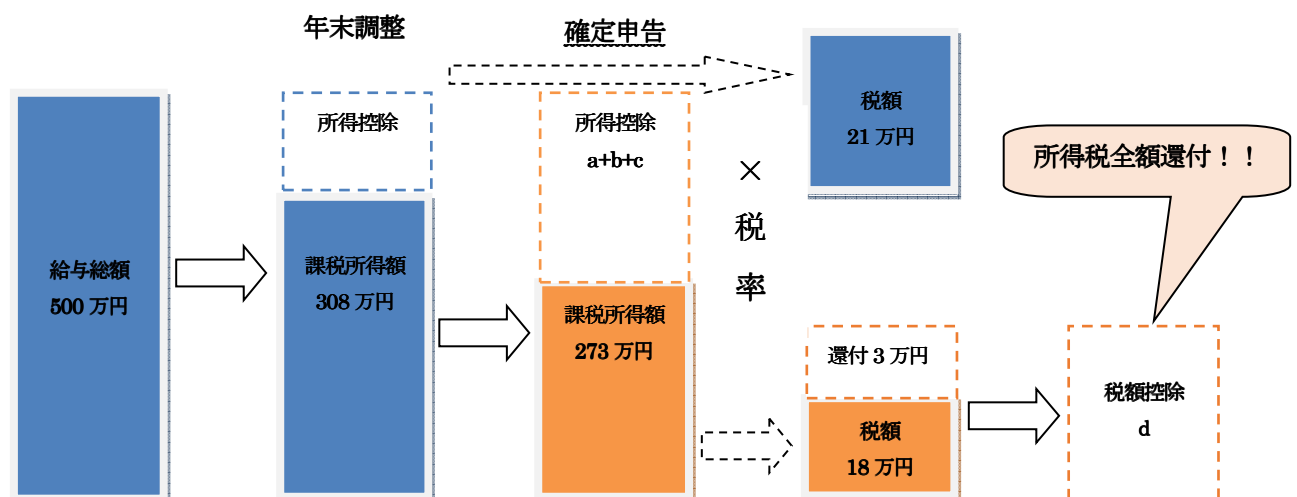 年末調整
確定申告
所得控除
所得控除
a+b+c
税額
21 万円
×
税
率
所得税全額還付！！
給与総額
500 万円
課税所得額
308 万円
課税所得額
273 万円
還付 3 万円
税額
18 万円
税額控除
d